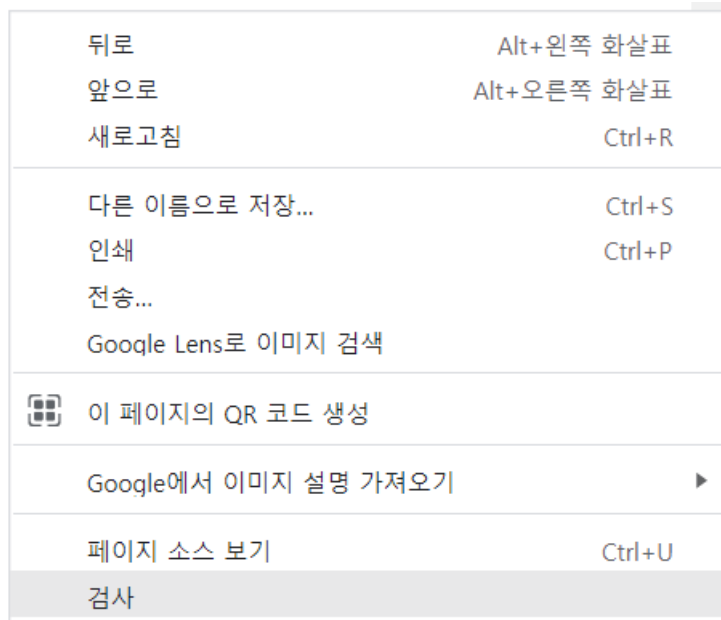 뒤로 Alt+왼쪽 화살표
앞으로 Alt+오른쪽 화살표
새로고침 Ctrl+R
다른 이름으로 저장... Ctrl+S
인쇄 Ctrl+P
전송...
Google Lens로 이미지 검색
이 페이지의 QR 코드 생성
Google에서 이미지 설명 가져오기
페이지 소스 보기 Ctrl+U
검사